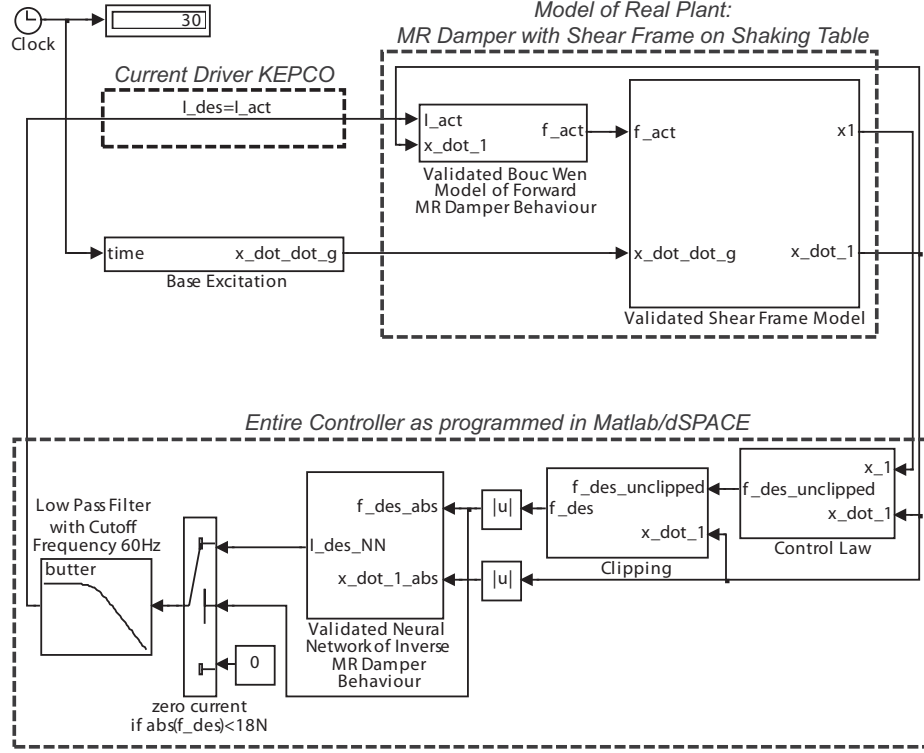 Model of Real Plant:
MR Damper with Shear Frame on Shaking Table
30
Clock
Current Driver KEPCO
I_des=I_act
I_act
x_dot_1
f_act
Validated Bouc Wen
Model of Forward
MR Damper Behaviour
f_act
x1
x_dot_dot_g
x_dot_1
Validated Shear Frame Model
time
x_dot_dot_g
Base Excitation
Entire Controller as programmed in Matlab/dSPACE
Low Pass Filter
with Cutoff
Frequency 60Hz
butter
zero current
if abs(f_des)<18N
0
f_des_abs
I_des_NN
x_dot_1_abs
Validated Neural
Network of Inverse
MR Damper
Behaviour
|u|
|u|
f_des_unclipped
f_des
x_dot_1
Clipping
x_1
f_des_unclipped
x_dot_1
Control Law